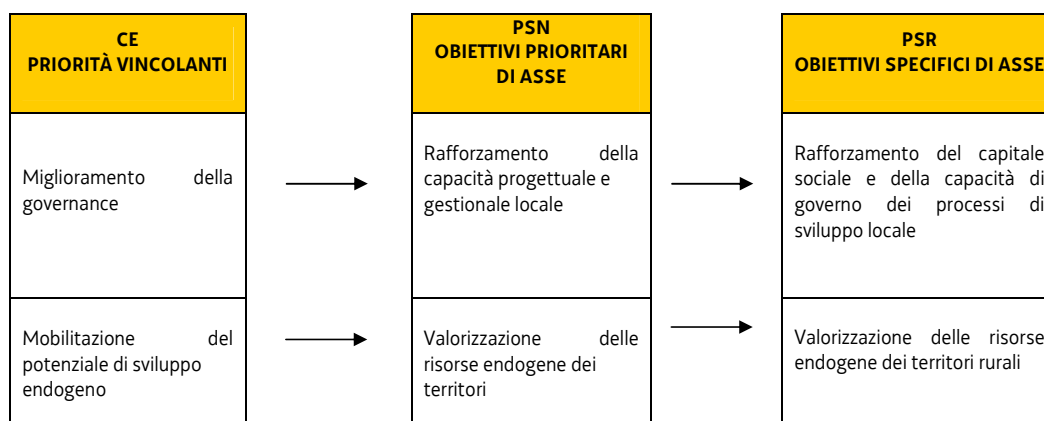 CE
PRIORITÀ VINCOLANTI
PSN
OBIETTIVI PRIORITARI
DI ASSE
PSR
OBIETTIVI SPECIFICI DI ASSE
Miglioramento della
governance
Rafforzamento della
capacità progettuale e
gestionale locale
Rafforzamento del capitale
sociale e della capacità di
governo dei processi di
sviluppo locale
Mobilitazione del
potenziale di sviluppo
endogeno
Valorizzazione delle
risorse endogene dei
territori
Valorizzazione delle risorse
endogene dei territori rurali